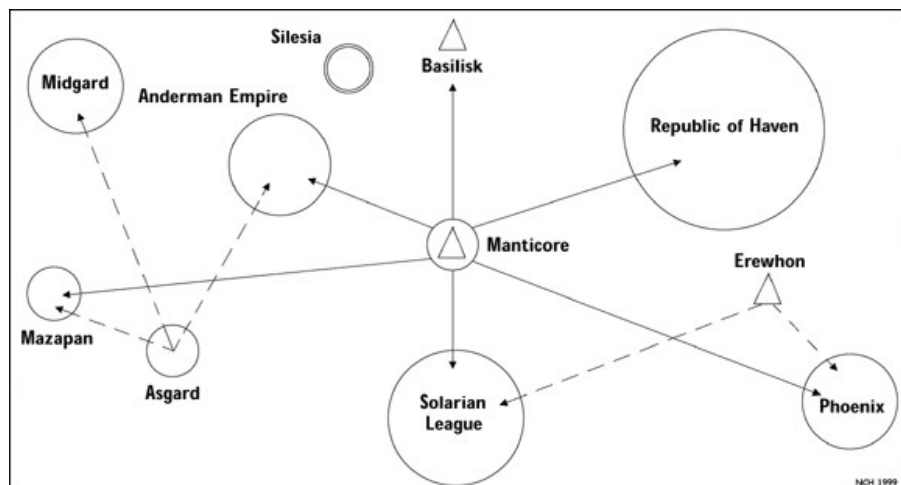 Silesia
Basilisk
Midgard
Anderman Empire
Republic of Haven
Manticore
Erewhon
Mazapan
Asgard
Solarian
League
Phoenix
NCH 1999